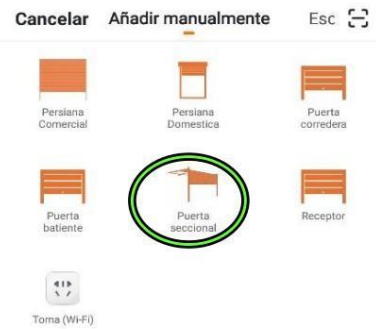 Cancelar Añadir manualmente Esc
Persiana Comercial
Persiana Domestica
Puerta corredera
Puerta batiente
Puerta seccional
Receptor
Toma (Wi-Fi)